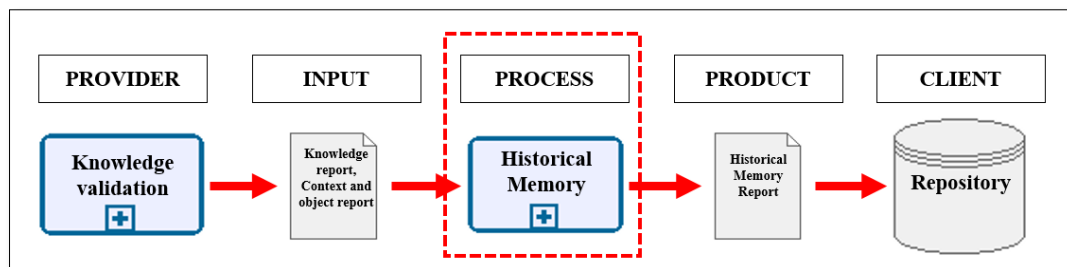 PROVIDER
INPUT
PROCESS
PRODUCT
CLIENT
Knowledge
validation
Knowledge
report,
Context and
object report
Historical
Memory
Historical
Memory
Report
Repository